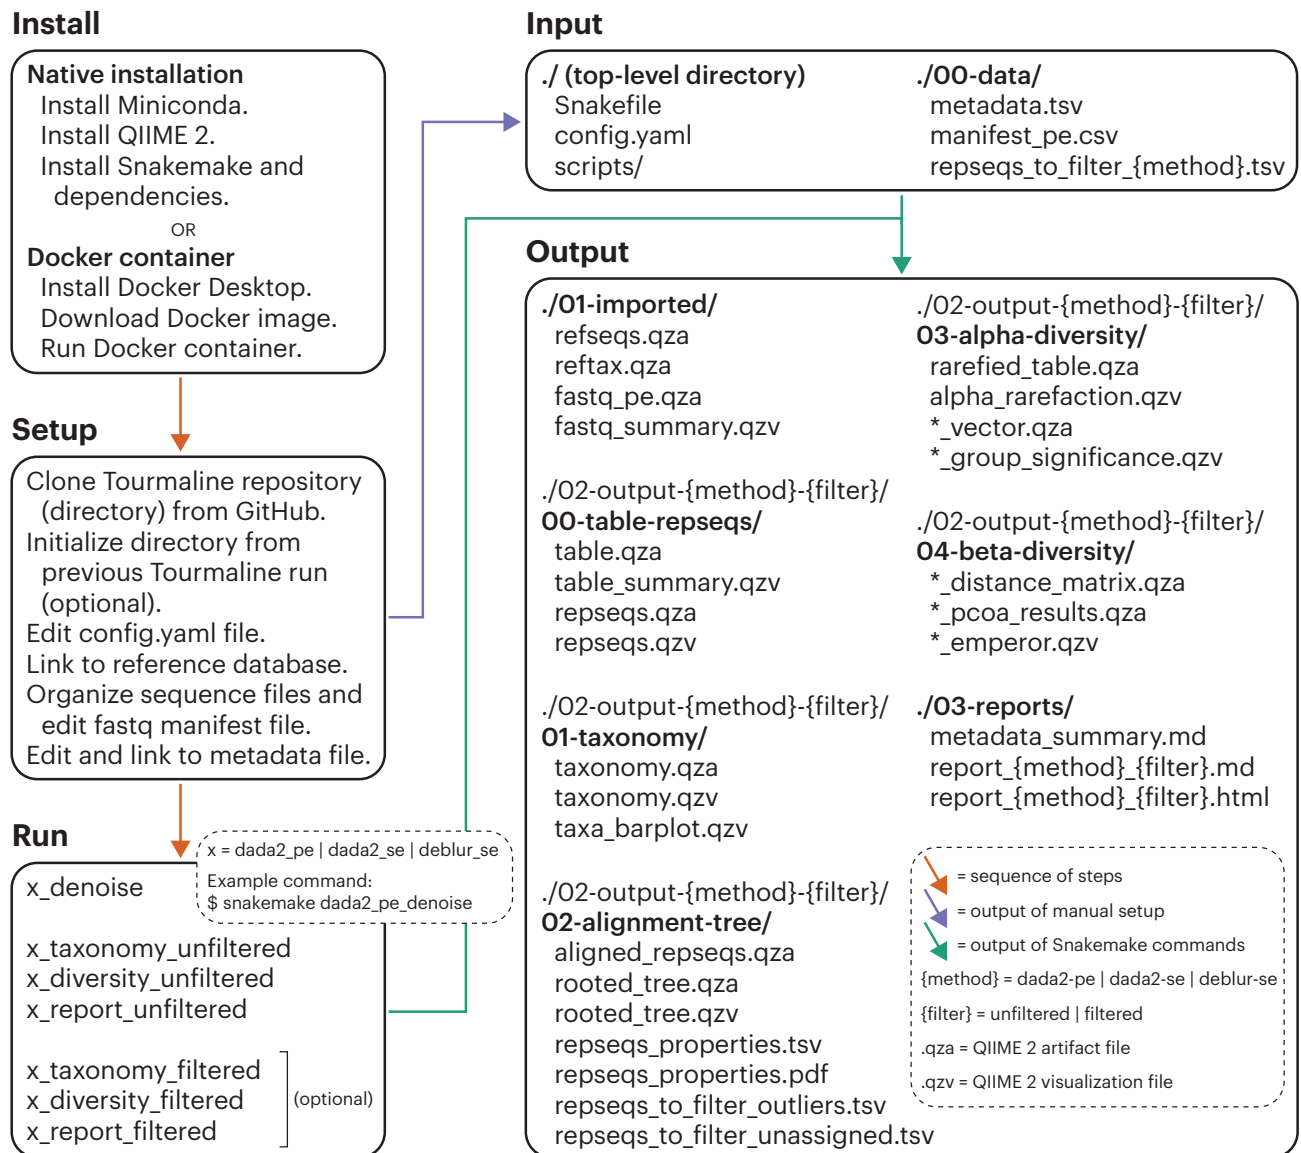 Install
Native installation
Install Miniconda.
Install QIIME 2.
Install Snakemake and
dependencies.
OR
Docker container
Install Docker Desktop.
Download Docker image.
Run Docker container.
Setup
Clone Tourmaline repository
(directory) from GitHub.
Initialize directory from
previous Tourmaline run
(optional).
Edit config.yaml file.
Link to reference database.
Organize sequence files and
edit fastq manifest file.
Edit and link to metadata file.
Run
x = dada2_pe | dada2_se | deblur_se
Example command:
$ snakemake dada2_pe_denoise
x_denoise
x_taxonomy_unfiltered
x_diversity_unfiltered
x_report_unfiltered
x_taxonomy_filtered
x_diversity_filtered
x_report_filtered
(optional)
Input
./ (top-level directory)
Snakefile
config.yaml
scripts/
./00-data/
metadata.tsv
manifest_pe.csv
repseqs_to_filter_{method}.tsv
Output
./01-imported/
refseqs.qza
reftax.qza
fastq_pe.qza
fastq_summary.qzv
./02-output-{method}-{filter}/
00-table-repseqs/
table.qza
table_summary.qzv
repseqs.qza
repseqs.qzv
./02-output-{method}-{filter}/
01-taxonomy/
taxonomy.qza
taxonomy.qzv
taxa_barplot.qzv
./02-output-{method}-{filter}/
02-alignment-tree/
aligned_repseqs.qza
rooted_tree.qza
rooted_tree.qzv
repseqs_properties.tsv
repseqs_properties.pdf
repseqs_to_filter_outliers.tsv
repseqs_to_filter_unassigned.tsv
./02-output-{method}-{filter}/
03-alpha-diversity/
rarefied_table.qza
alpha_rarefaction.qzv
*_vector.qza
*_group_significance.qzv
./02-output-{method}-{filter}/
04-beta-diversity/
*_distance_matrix.qza
*_pcoa_results.qza
*_emperor.qzv
./03-reports/
metadata_summary.md
report_{method}_{filter}.md
report_{method}_{filter}.html
= sequence of steps
= output of manual setup
= output of Snakemake commands
{method} = dada2-pe | dada2-se | deblur-se
{filter} = unfiltered | filtered
.qza = QIIME 2 artifact file
.qzv = QIIME 2 visualization file